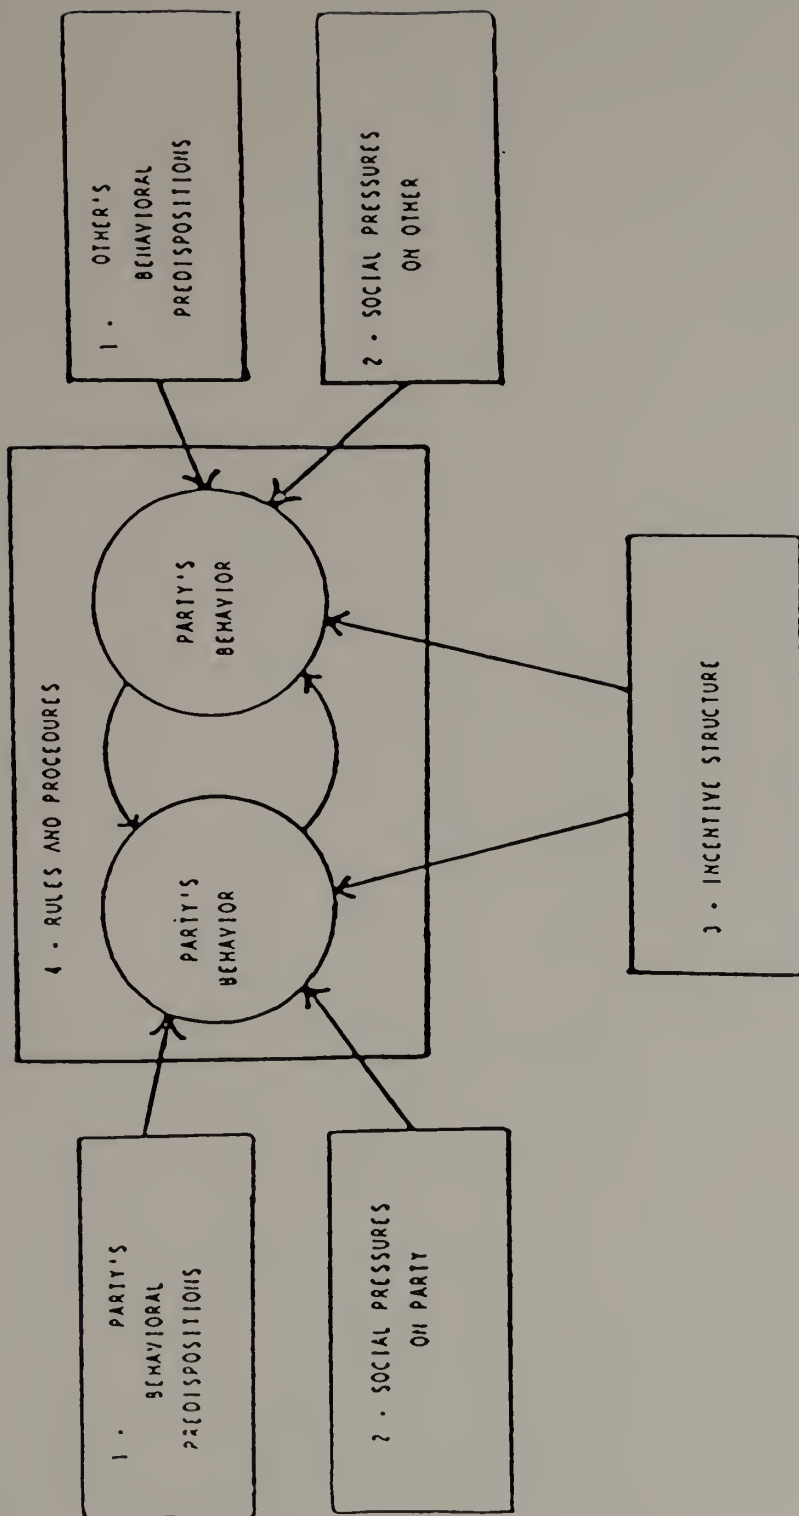 1 . PARTY'S
BEHAVIORAL
PREDISPOSITIONS
2 . SOCIAL PRESSURES
ON PARTY
4 . RULES AND PROCEDURES
PARTY'S
BEHAVIOR
PARTY'S
BEHAVIOR
3 . INCENTIVE STRUCTURE
1 . OTHER'S
BEHAVIORAL
PREDISPOSITIONS
2 . SOCIAL PRESSURES
ON OTHER